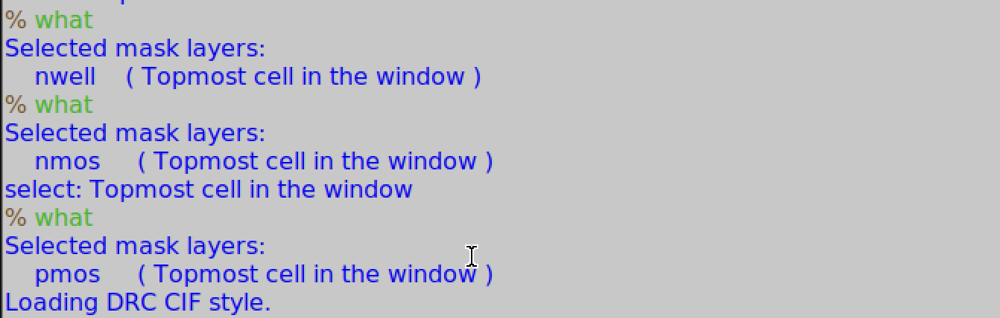 % what
Selected mask layers:
    nwell    ( Topmost cell in the window )
% what
Selected mask layers:
    nmos     ( Topmost cell in the window )
select: Topmost cell in the window
% what
Selected mask layers:
    pmos     ( Topmost cell in the window )
Loading DRC CIF style.